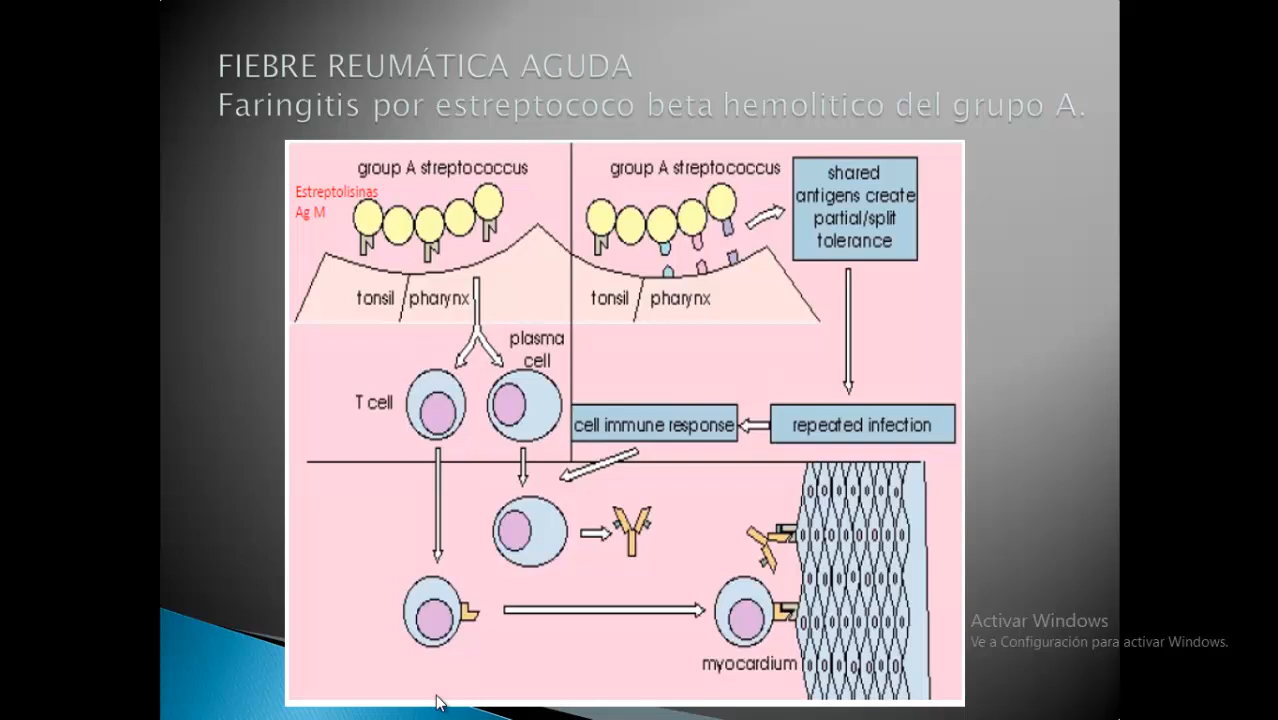 FIEBRE REUMÁTICA AGUDA
Faringitis por estreptococo beta hemolitico del grupo A.
group A streptococcus
Estreptolisinas
Ag M
tonsil
pharynx
plasma
cell
T cell
group A streptococcus
tonsil
pharynx
shared
antigens create
partial/split
tolerance
cell immune response
repeated infection
myocardium
Activar Windows
Ve a Configuración para activar Windows.